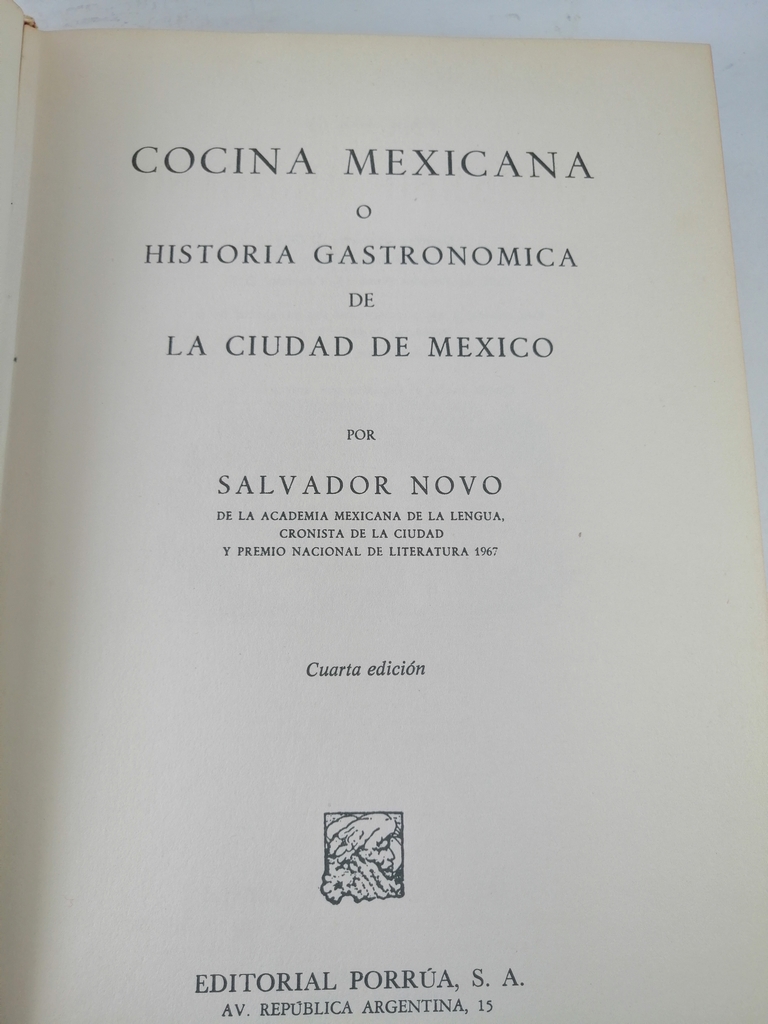 COCINA MEXICANA
O
HISTORIA GASTRONOMICA
DE
LA CIUDAD DE MEXICO
POR
SALVADOR NOVO
DE LA ACADEMIA MEXICANA DE LA LENGUA,
CRONISTA DE LA CIUDAD
Y PREMIO NACIONAL DE LITERATURA 1967
Cuarta edición
EDITORIAL PORRÚA, S. A.
AV. REPÚBLICA ARGENTINA, 15